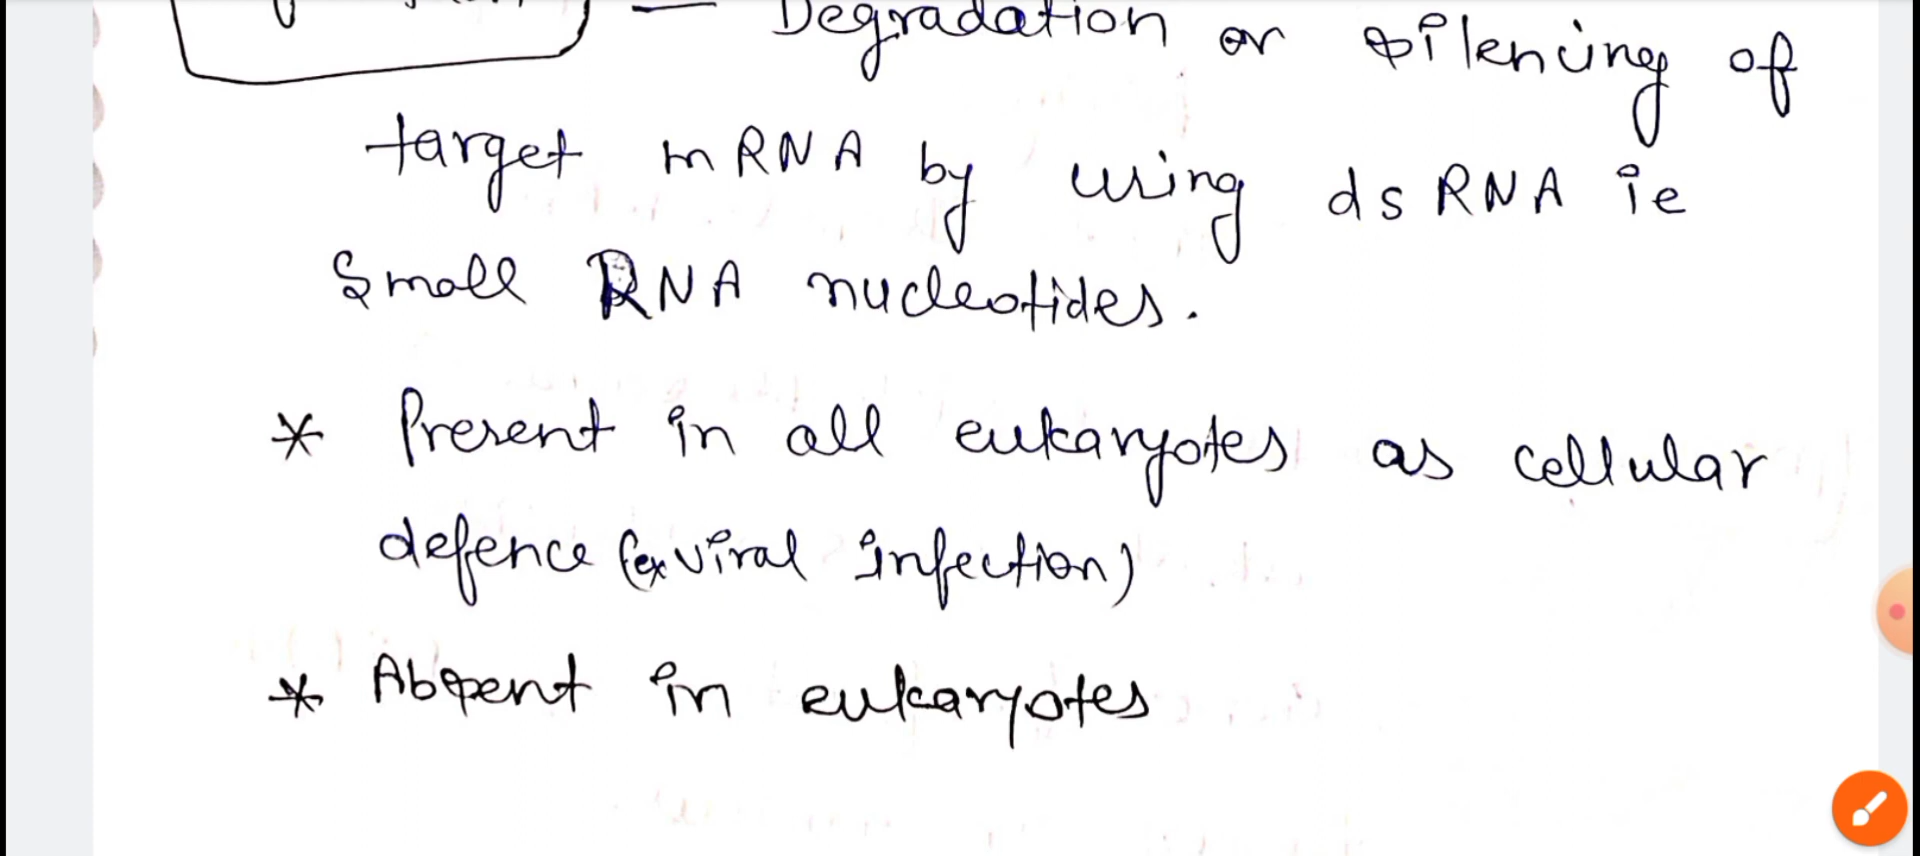 — Degradation or silencing of
target mRNA by using dsRNA ie
Small RNA nucleotides.
* Present in all eukaryotes as cellular
defence (ex viral infection)
* Absent in eukaryotes